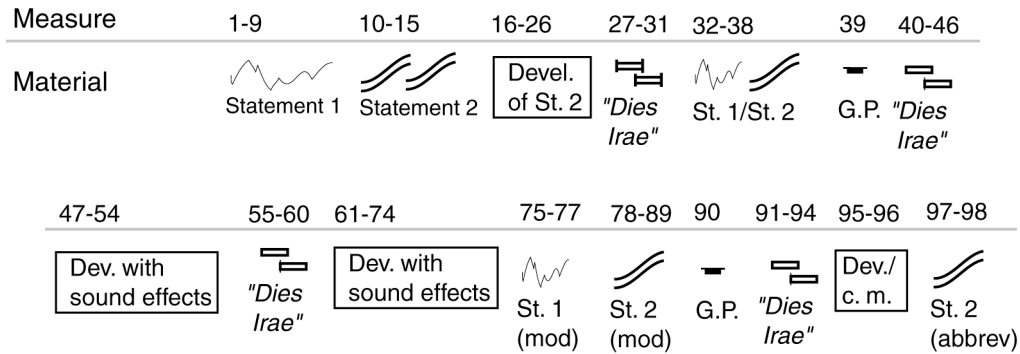 Measure 1-9 10-15 16-26 27-31 32-38 39 40-46
Material
Statement 1 Statement 2 Devel. of St. 2 "Dies Irae" St. 1/St. 2 G.P. "Dies Irae"
47-54 55-60 61-74 75-77 78-89 90 91-94 95-96 97-98
Dev. with sound effects "Dies Irae" Dev. with sound effects St. 1 (mod) St. 2 (mod) G.P. "Dies Irae" Dev./ c. m. St. 2 (abbrev)